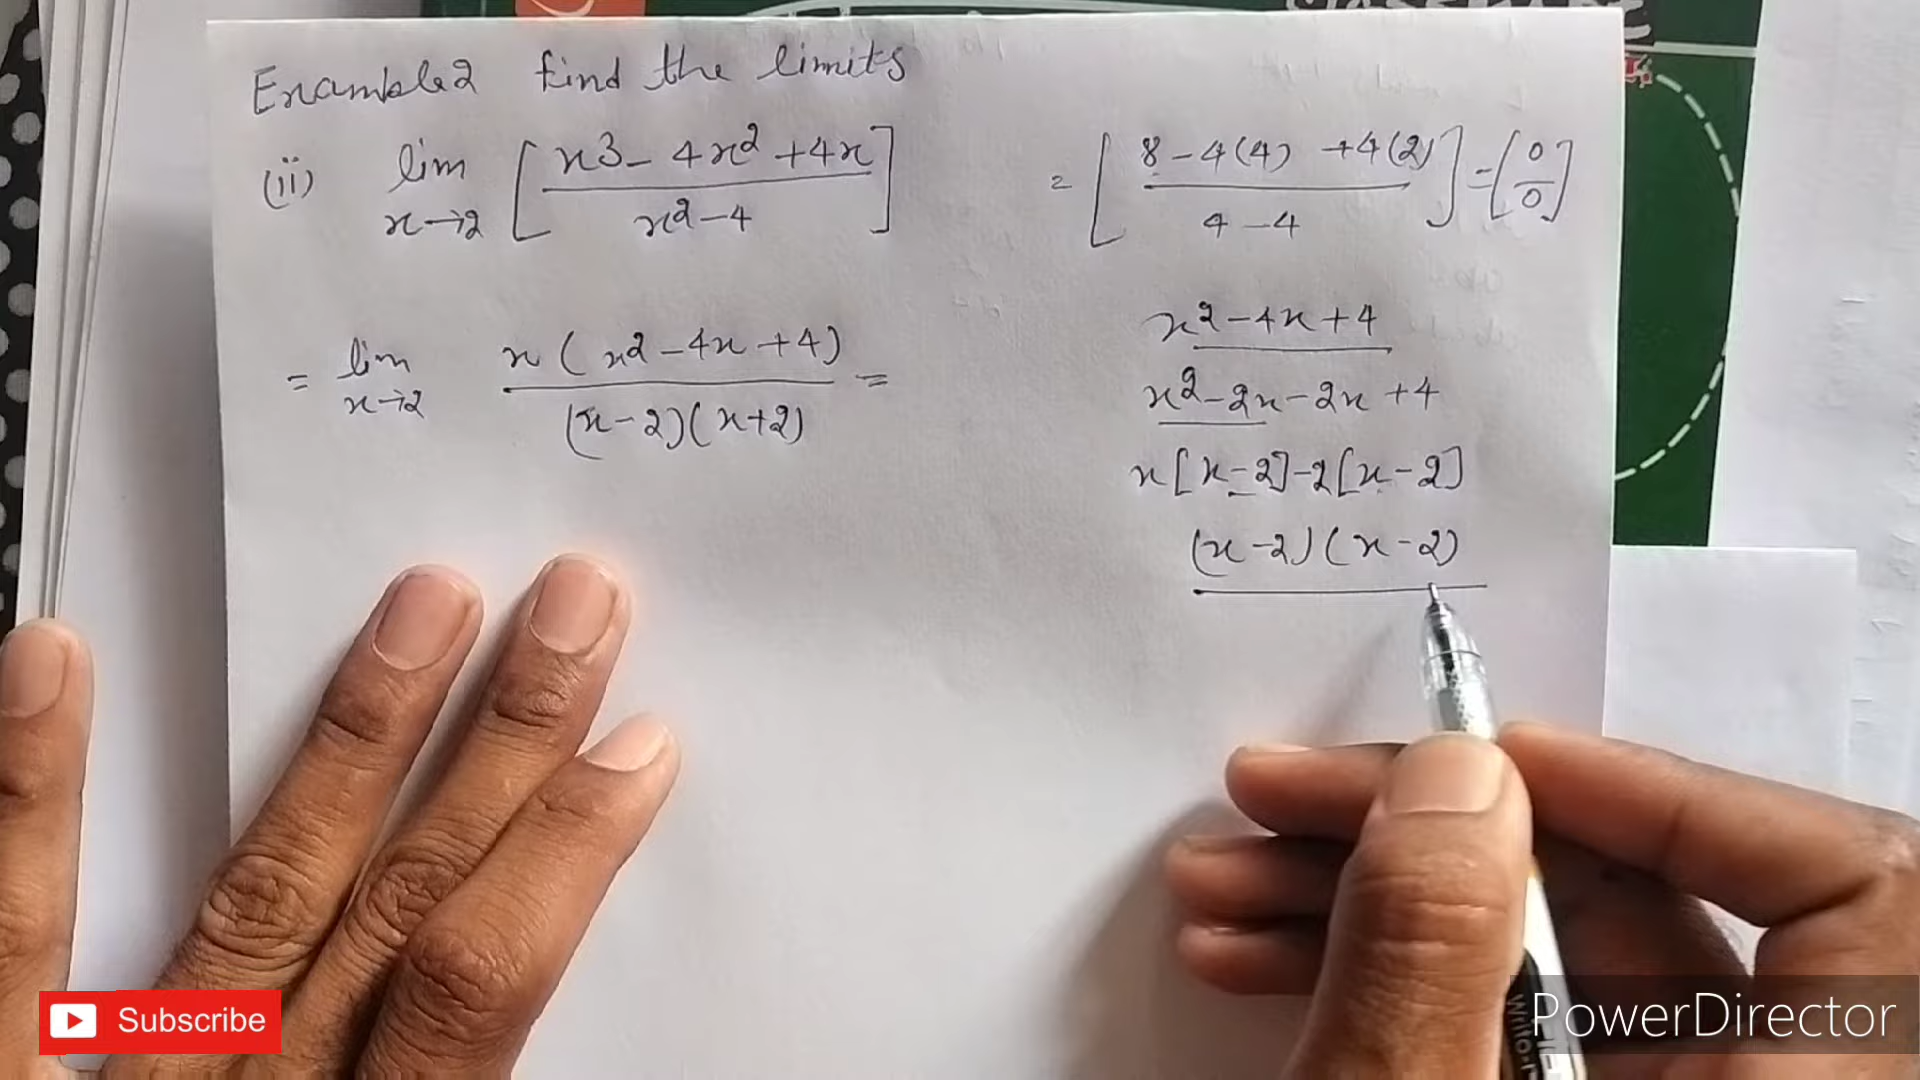 Example 2 find the limits
(ii) lim x→2 [x3 - 4x2 + 4x / x2 - 4]
= [8 - 4(4) + 4(2) / 4 - 4] = [0/0]
= lim x→2 x(x2 - 4x + 4) / (x-2)(x+2) =
x2 - 4x + 4
x2 - 2x - 2x + 4
x[x-2] - 2[x-2]
(x-2)(x-2)
Subscribe
PowerDirector